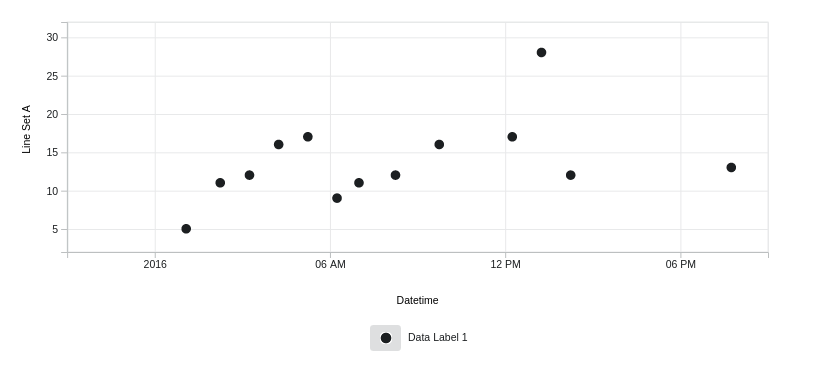 30
25
20
15
10
5
Line Set A
2016
06 AM
12 PM
06 PM
Datetime
Data Label 1